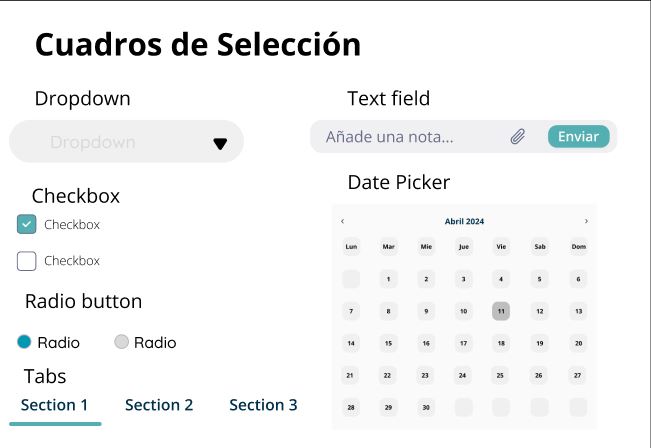 Cuadros de Selección
Dropdown
Dropdown
Checkbox
Checkbox
Checkbox
Radio button
Radio Radio
Tabs
Section 1 Section 2 Section 3
Text field
Añade una nota... Enviar
Date Picker
‹ Abril 2024 ›
Lun Mar Mie Jue Vie Sab Dom
1 2 3 4 5 6
7 8 9 10 11 12 13
14 15 16 17 18 19 20
21 22 23 24 25 26 27
28 29 30